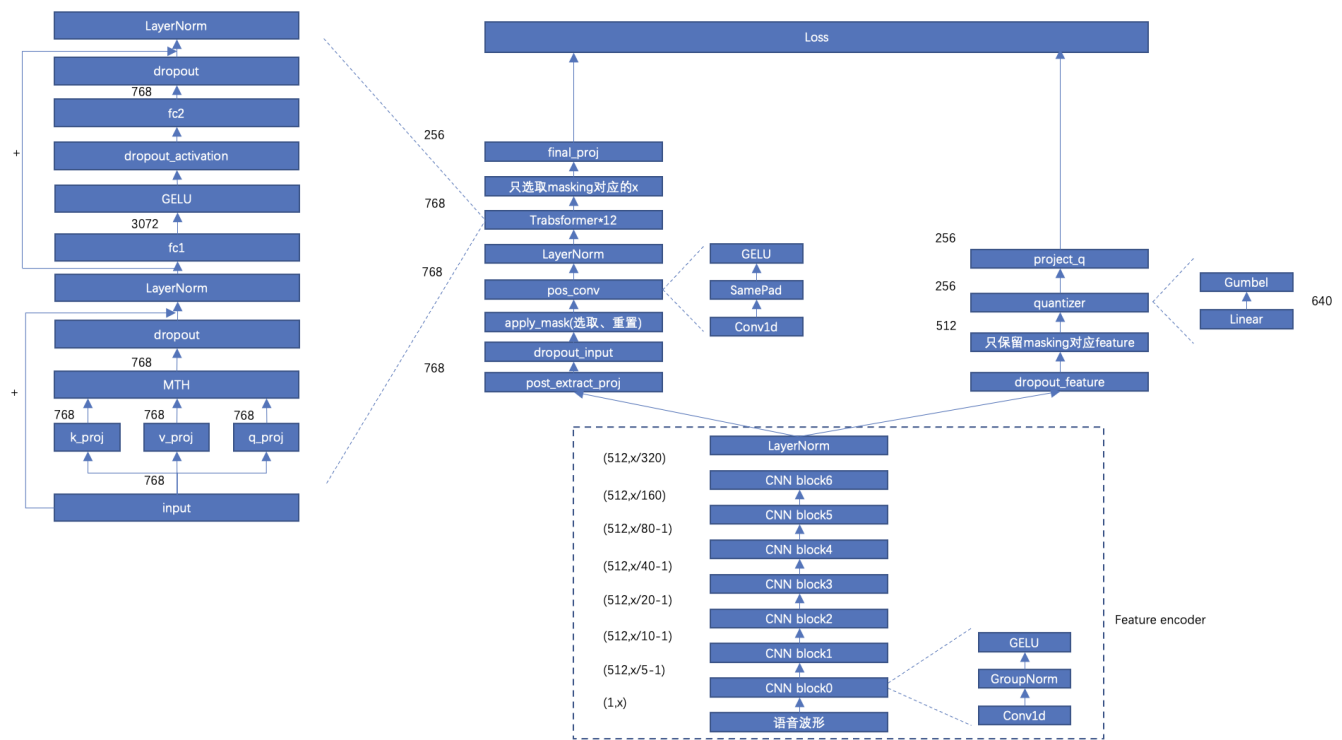 LayerNorm
dropout
768
fc2
dropout_activation
+
GELU
3072
fc1
LayerNorm
dropout
768
MTH
+
768
768
768
k_proj
v_proj
q_proj
768
input
Loss
256
final_proj
只选取masking对应的x
768
Trabsformer*12
LayerNorm
768
pos_conv
apply_mask(选取、重置)
dropout_input
768
post_extract_proj
GELU
SamePad
Conv1d
256
project_q
256
quantizer
512
只保留masking对应feature
dropout_feature
Gumbel
640
Linear
LayerNorm
(512,x/320)
CNN block6
(512,x/160)
CNN block5
(512,x/80-1)
CNN block4
(512,x/40-1)
CNN block3
(512,x/20-1)
CNN block2
(512,x/10-1)
CNN block1
(512,x/5-1)
CNN block0
(1,x)
语音波形
GELU
GroupNorm
Conv1d
Feature encoder